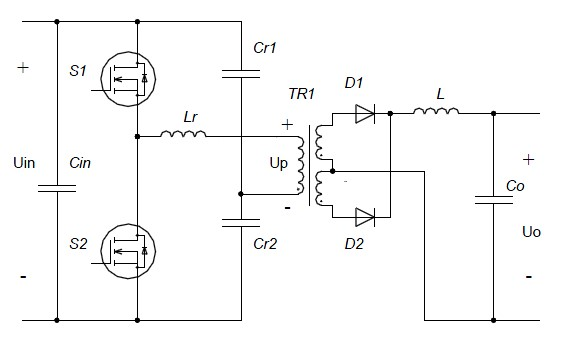 Cr1
+
S1
D1
TR1
L
Lr
+
+
Uin
Cin
Up
Co
-
S2
Cr2
D2
Uo
-
-